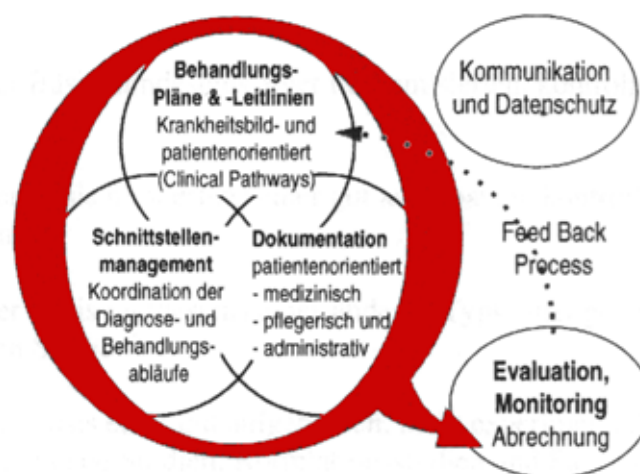 Behandlungs-
Pläne & -Leitlinien
Krankheitsbild- und
patientenorientiert
(Clinical Pathways)
Schnittstellen-
management
Koordination der
Diagnose- und
Behandlungs-
abläufe
Dokumentation
patientenorientiert
- medizinisch
- pflegerisch und
- administrativ
Kommunikation
und Datenschutz
Feed Back
Process
Evaluation,
Monitoring
Abrechnung